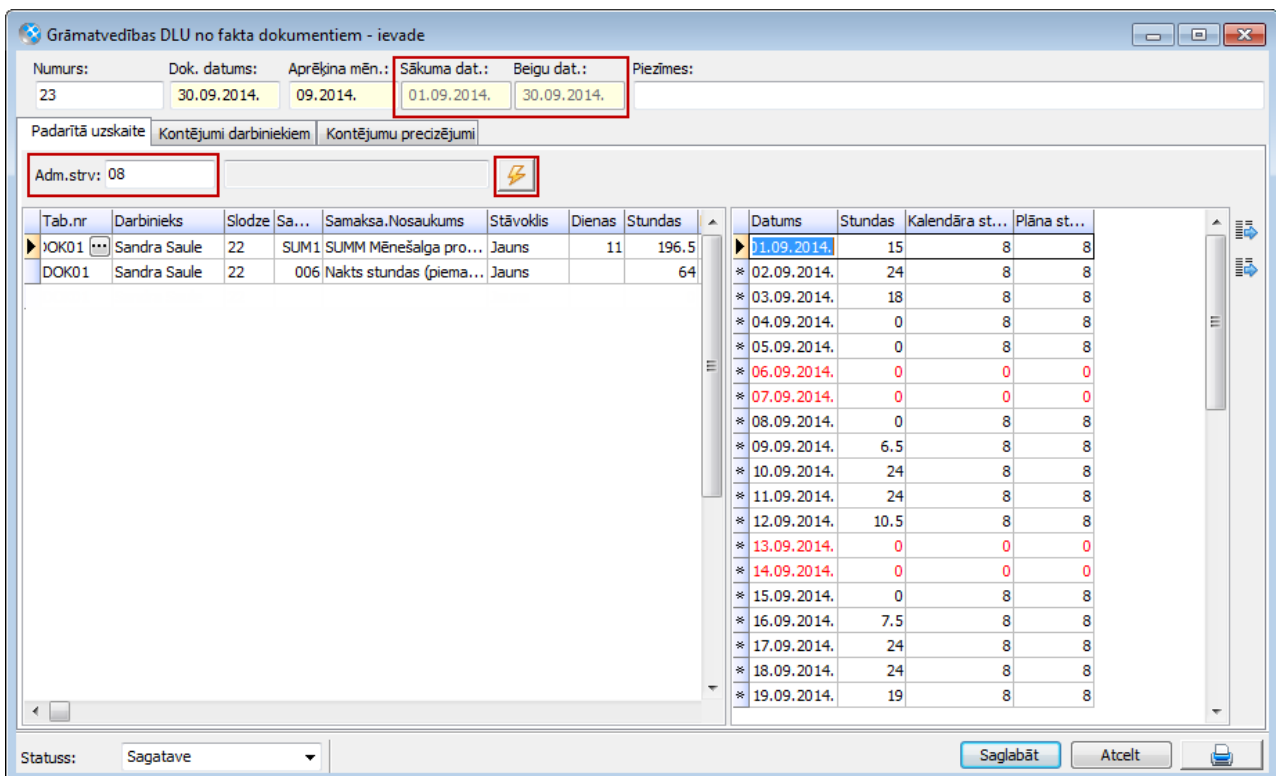 Grāmatvedības DLU no fakta dokumentiem - ievade
Numurs: Dok. datums: Aprēķina mēn.: Sākuma dat.: Beigu dat.: Piezīmes:
23 30.09.2014. 09.2014. 01.09.2014. 30.09.2014.
Padarītā uzskaite Kontējumi darbiniekiem Kontējumu precizējumi
Adm.strv: 08
Tab.nr Darbinieks Slodze Sa... Samaksa.Nosaukums Stāvoklis Dienas Stundas
OK01 ... Sandra Saule 22 SUM1 SUMM Mēnešalga pro... Jauns 11 196.5
DOK01 Sandra Saule 22 006 Nakts stundas (piema... Jauns 64
Datums Stundas Kalendāra st... Plāna st...
01.09.2014. 15 8 8
* 02.09.2014. 24 8 8
* 03.09.2014. 18 8 8
* 04.09.2014. 0 8 8
* 05.09.2014. 0 8 8
* 06.09.2014. 0 0 0
* 07.09.2014. 0 0 0
* 08.09.2014. 0 8 8
* 09.09.2014. 6.5 8 8
* 10.09.2014. 24 8 8
* 11.09.2014. 24 8 8
* 12.09.2014. 10.5 8 8
* 13.09.2014. 0 0 0
* 14.09.2014. 0 0 0
* 15.09.2014. 0 8 8
* 16.09.2014. 7.5 8 8
* 17.09.2014. 24 8 8
* 18.09.2014. 24 8 8
* 19.09.2014. 19 8 8
Statuss: Sagatave Saglabāt Atcelt